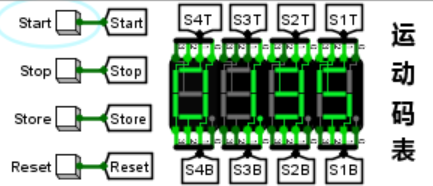 Start Start
Stop Stop
Store Store
Reset Reset
S4T S3T S2T S1T
S4B S3B S2B S1B
运动码表